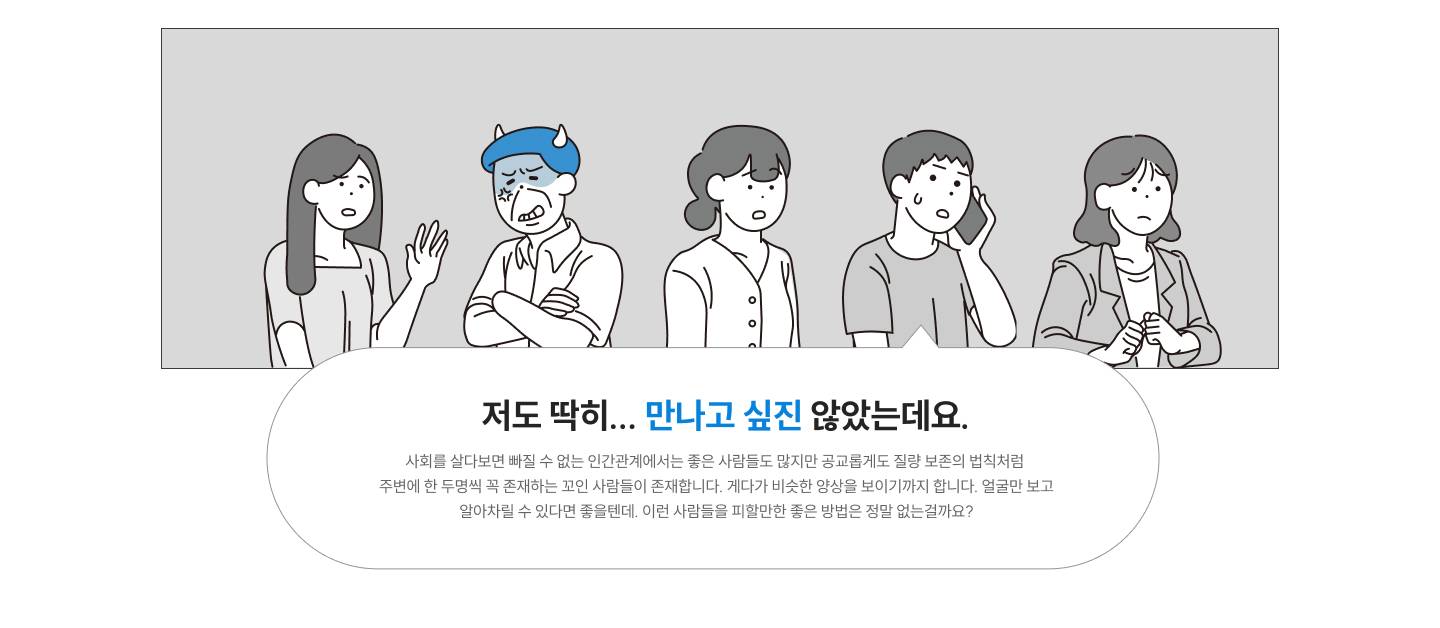 저도 딱히... 만나고 싶진 않았는데요.
사회를 살다보면 빠질 수 없는 인간관계에서는 좋은 사람들도 많지만 공교롭게도 질량 보존의 법칙처럼
주변에 한 두명씩 꼭 존재하는 꼬인 사람들이 존재합니다. 게다가 비슷한 양상을 보이기까지 합니다. 얼굴만 보고
알아차릴 수 있다면 좋을텐데. 이런 사람들을 피할만한 좋은 방법은 정말 없는걸까요?